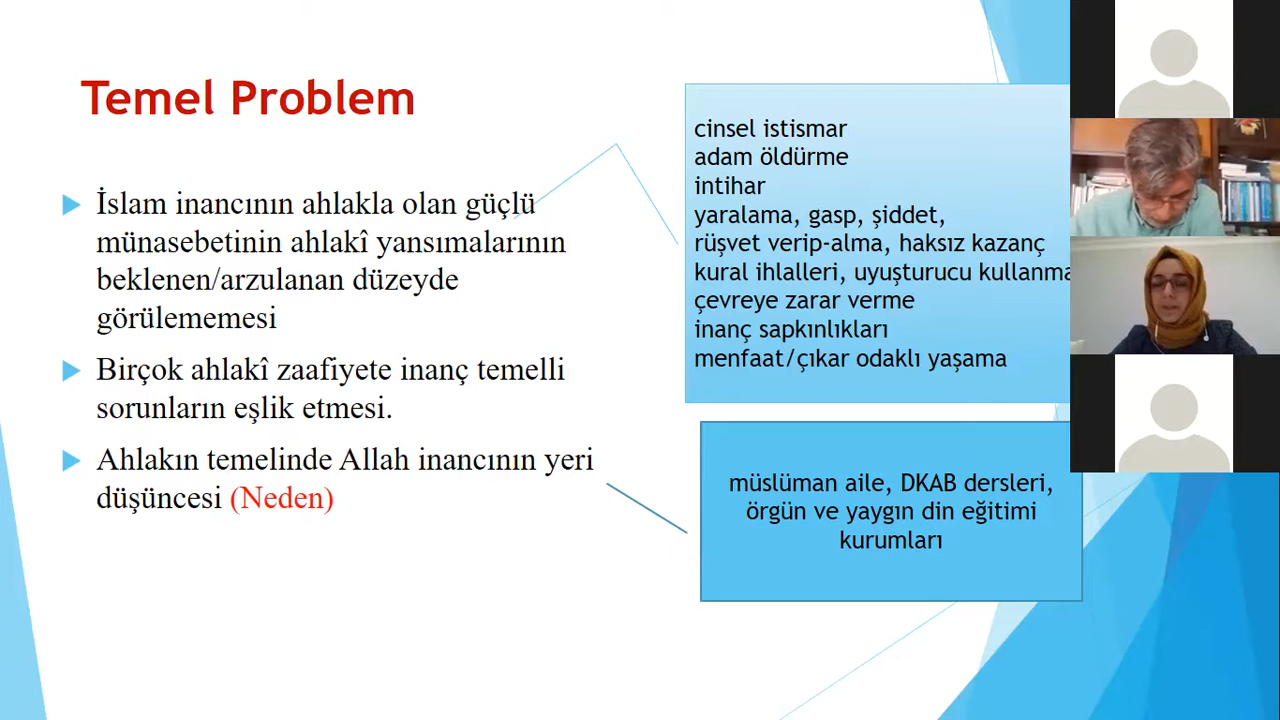 Temel Problem
İslam inancının ahlakla olan güçlü
münasebetinin ahlakî yansımalarının
beklenen/arzulanan düzeyde
görülememesi
Birçok ahlakî zaafiyete inanç temelli
sorunların eşlik etmesi.
Ahlakın temelinde Allah inancının yeri
düşüncesi (Neden)
cinsel istismar
adam öldürme
intihar
yaralama, gasp, şiddet,
rüşvet verip-alma, haksız kazanç
kural ihlalleri, uyuşturucu kullanma
çevreye zarar verme
inanç sapkınlıkları
menfaat/çıkar odaklı yaşama
müslüman aile, DKAB dersleri,
örgün ve yaygın din eğitimi
kurumları